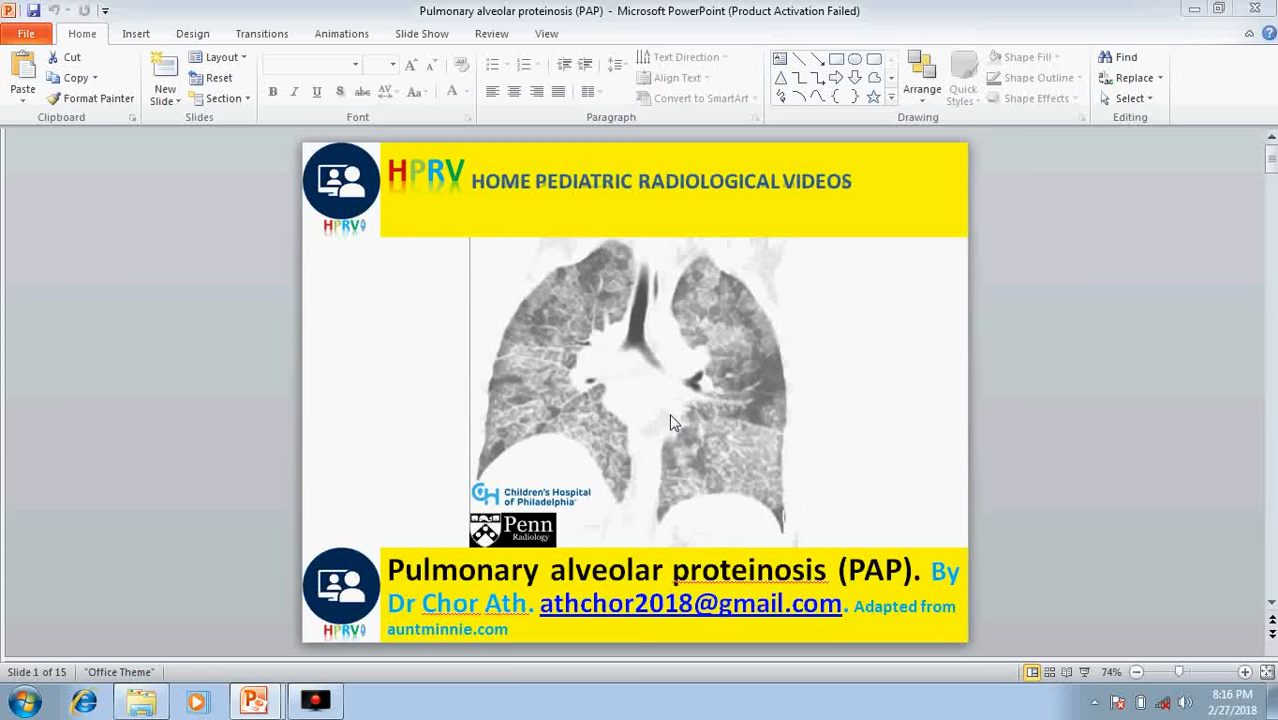 Pulmonary alveolar proteinosis (PAP) - Microsoft PowerPoint (Product Activation Failed)
File Home Insert Design Transitions Animations Slide Show Review View
Paste
Cut
Copy
Format Painter
Clipboard
New Slide
Layout
Reset
Section
Slides
Font
Text Direction
Align Text
Convert to SmartArt
Paragraph
Arrange
Quick Styles
Shape Fill
Shape Outline
Shape Effects
Drawing
Find
Replace
Select
Editing
HPRV HOME PEDIATRIC RADIOLOGICAL VIDEOS
HPRV
CH Children's Hospital
of Philadelphia
Penn
Radiology
Pulmonary alveolar proteinosis (PAP). By
Dr Chor Ath. athchor2018@gmail.com. Adapted from
auntminnie.com
HPRV
Slide 1 of 15 "Office Theme" 74%
8:16 PM
2/27/2018